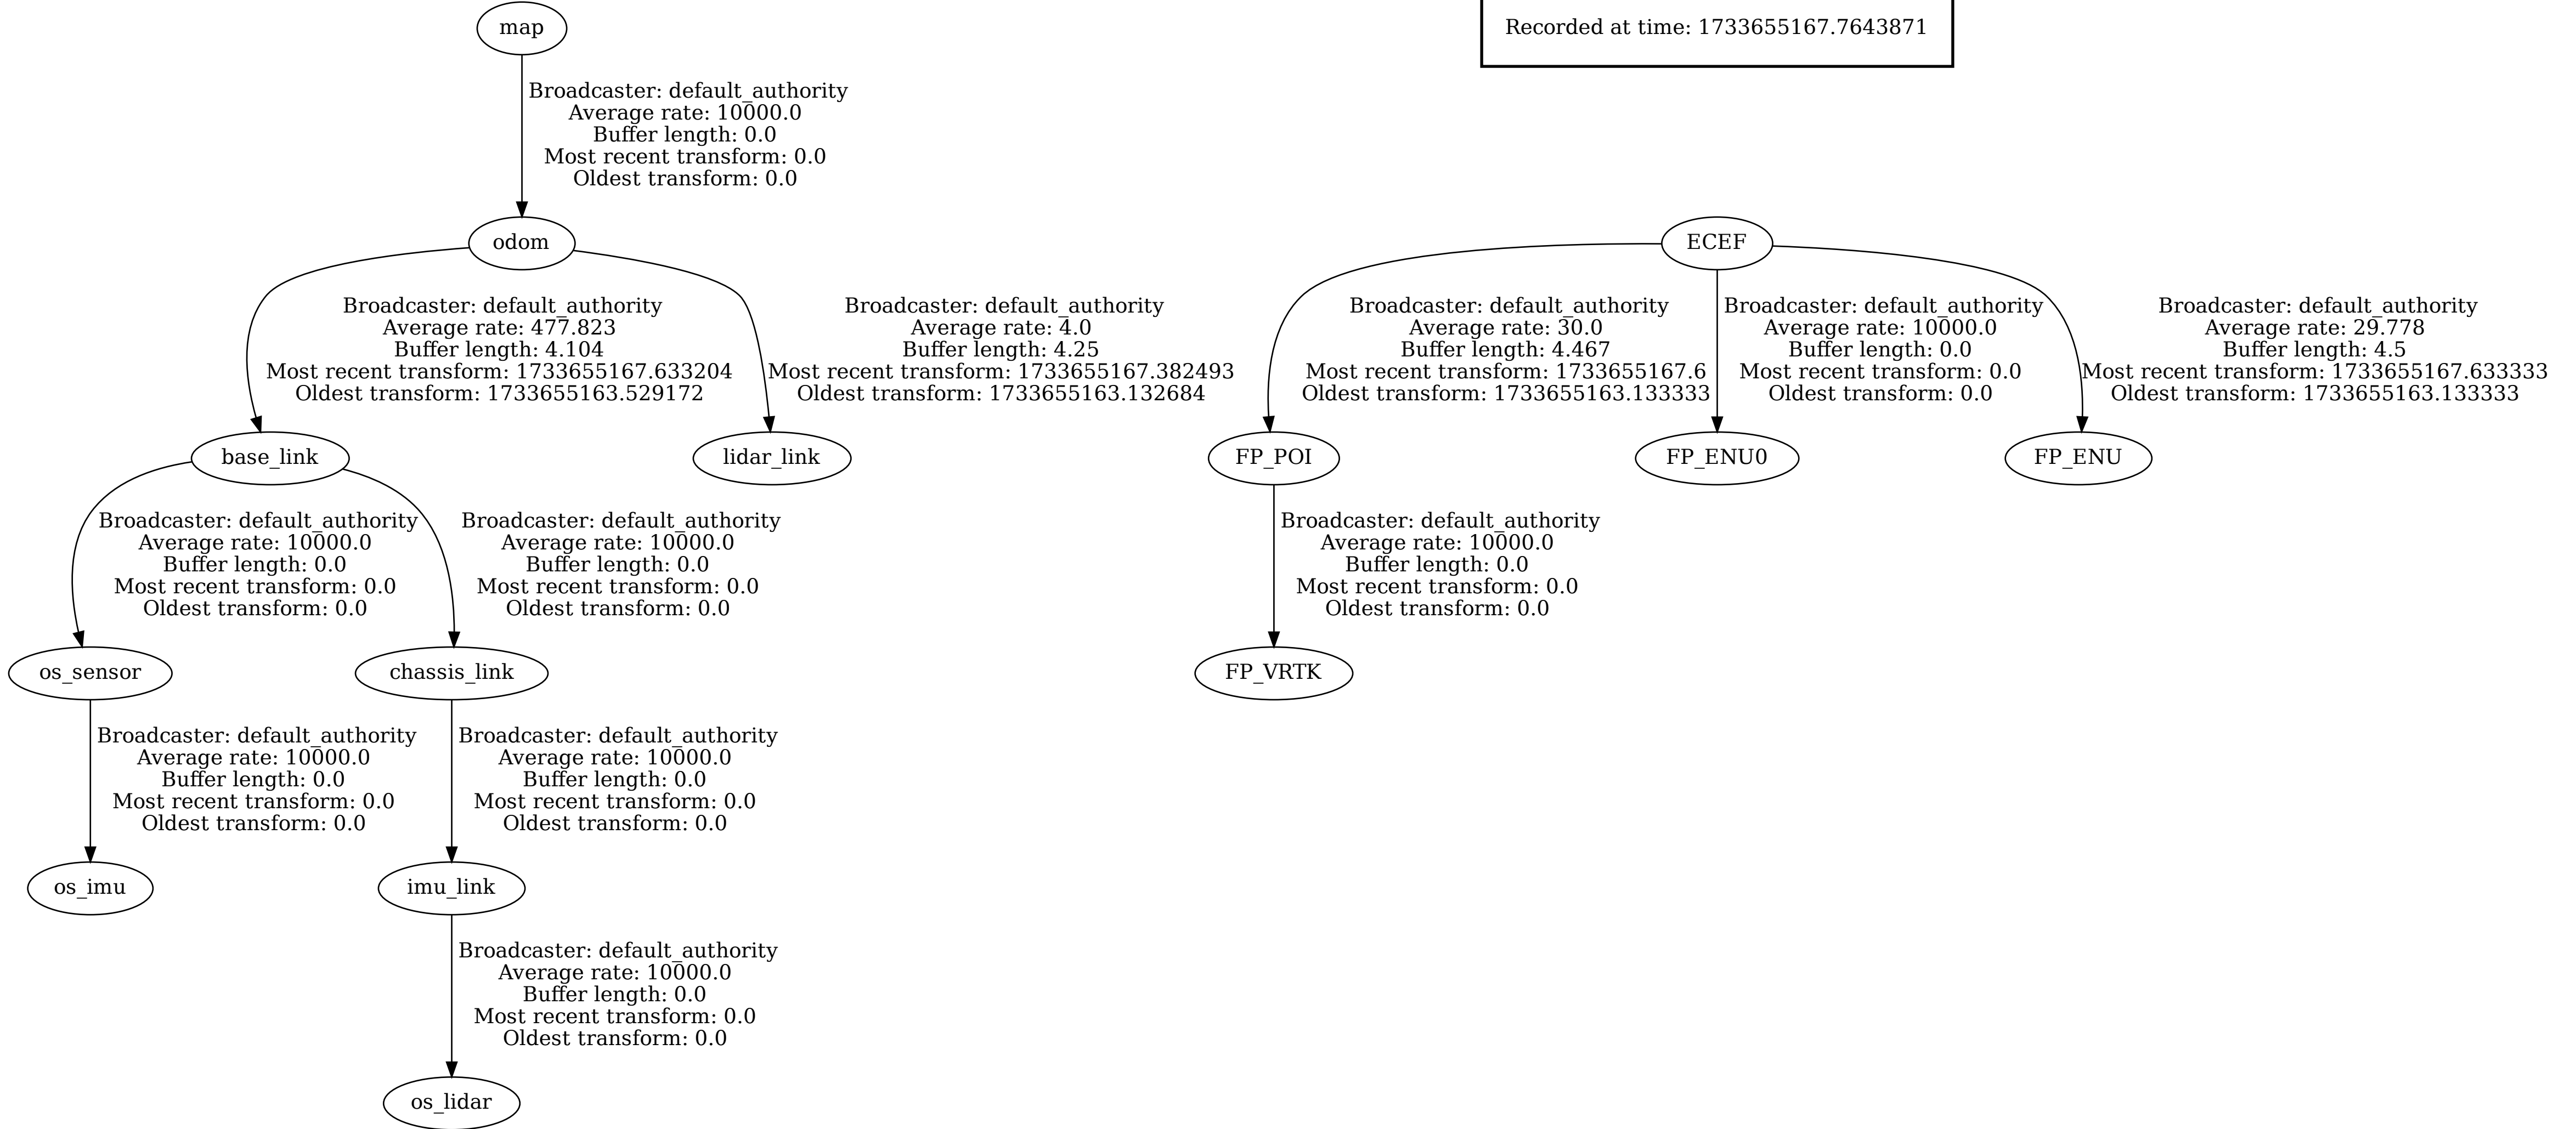 map
Recorded at time: 1733655167.7643871
Broadcaster: default_authority
Average rate: 10000.0
Buffer length: 0.0
Most recent transform: 0.0
Oldest transform: 0.0
odom
ECEF
Broadcaster: default_authority
Average rate: 477.823
Buffer length: 4.104
Most recent transform: 1733655167.633204
Oldest transform: 1733655163.529172
Broadcaster: default_authority
Average rate: 4.0
Buffer length: 4.25
Most recent transform: 1733655167.382493
Oldest transform: 1733655163.132684
Broadcaster: default_authority
Average rate: 30.0
Buffer length: 4.467
Most recent transform: 1733655167.6
Oldest transform: 1733655163.133333
Broadcaster: default_authority
Average rate: 10000.0
Buffer length: 0.0
Most recent transform: 0.0
Oldest transform: 0.0
Broadcaster: default_authority
Average rate: 29.778
Buffer length: 4.5
Most recent transform: 1733655167.633333
Oldest transform: 1733655163.133333
base_link
lidar_link
FP_POI
FP_ENU0
FP_ENU
Broadcaster: default_authority
Average rate: 10000.0
Buffer length: 0.0
Most recent transform: 0.0
Oldest transform: 0.0
Broadcaster: default_authority
Average rate: 10000.0
Buffer length: 0.0
Most recent transform: 0.0
Oldest transform: 0.0
Broadcaster: default_authority
Average rate: 10000.0
Buffer length: 0.0
Most recent transform: 0.0
Oldest transform: 0.0
os_sensor
chassis_link
FP_VRTK
Broadcaster: default_authority
Average rate: 10000.0
Buffer length: 0.0
Most recent transform: 0.0
Oldest transform: 0.0
Broadcaster: default_authority
Average rate: 10000.0
Buffer length: 0.0
Most recent transform: 0.0
Oldest transform: 0.0
os_imu
imu_link
Broadcaster: default_authority
Average rate: 10000.0
Buffer length: 0.0
Most recent transform: 0.0
Oldest transform: 0.0
os_lidar